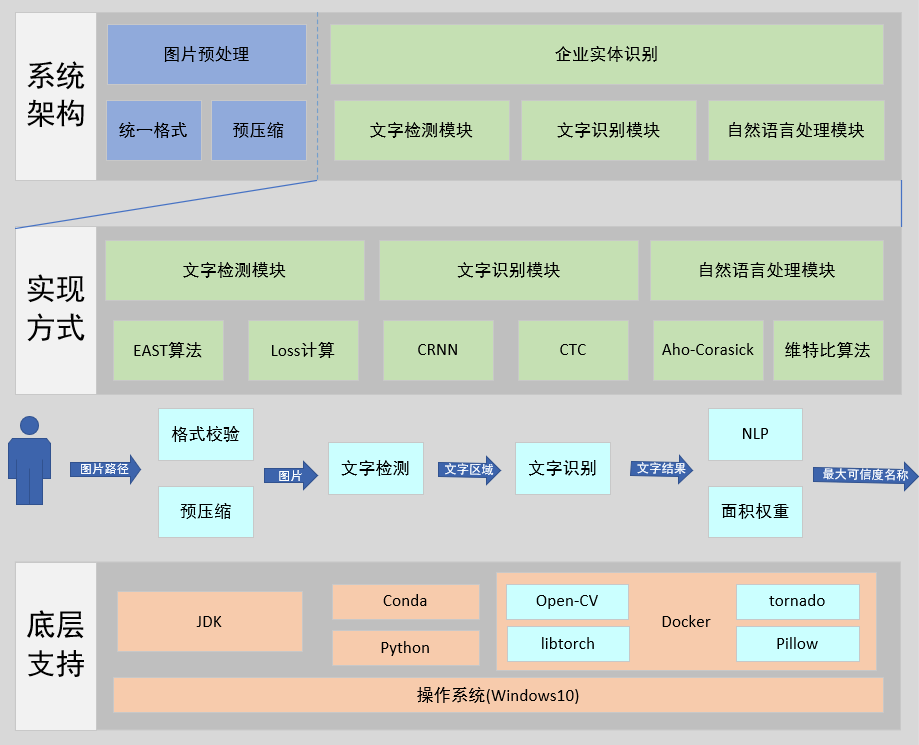 系统
架构
图片预处理
企业实体识别
统一格式
预压缩
文字检测模块
文字识别模块
自然语言处理模块
实现
方式
文字检测模块
文字识别模块
自然语言处理模块
EAST算法
Loss计算
CRNN
CTC
Aho-Corasick
维特比算法
图片路径
格式校验
预压缩
图片
文字检测
文字区域
文字识别
文字结果
NLP
面积权重
最大可信度名称
底层
支持
JDK
Conda
Python
Open-CV
libtorch
Docker
tornado
Pillow
操作系统(Windows10)